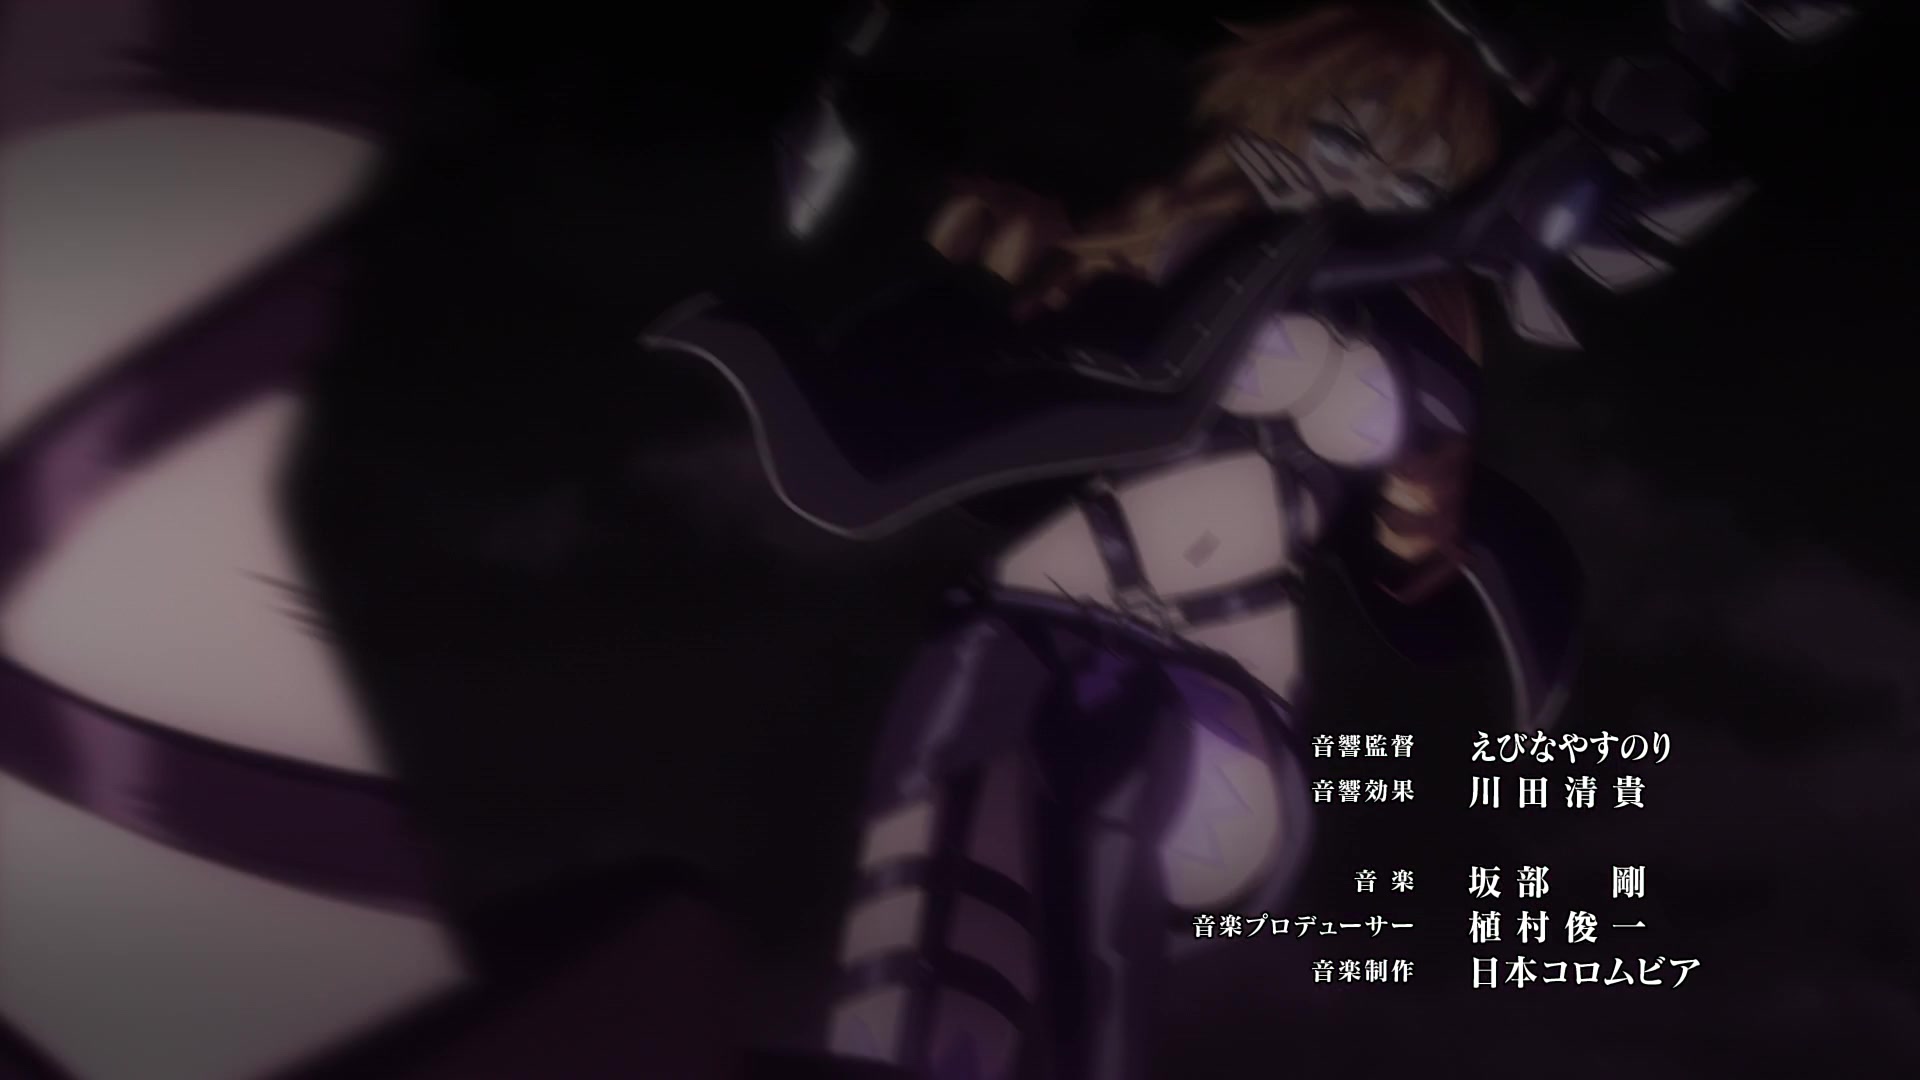 音響監督 えびなやすのり
音響効果 川田清貴
音楽 坂部 剛
音楽プロデューサー 植村俊一
音楽制作 日本コロムビア